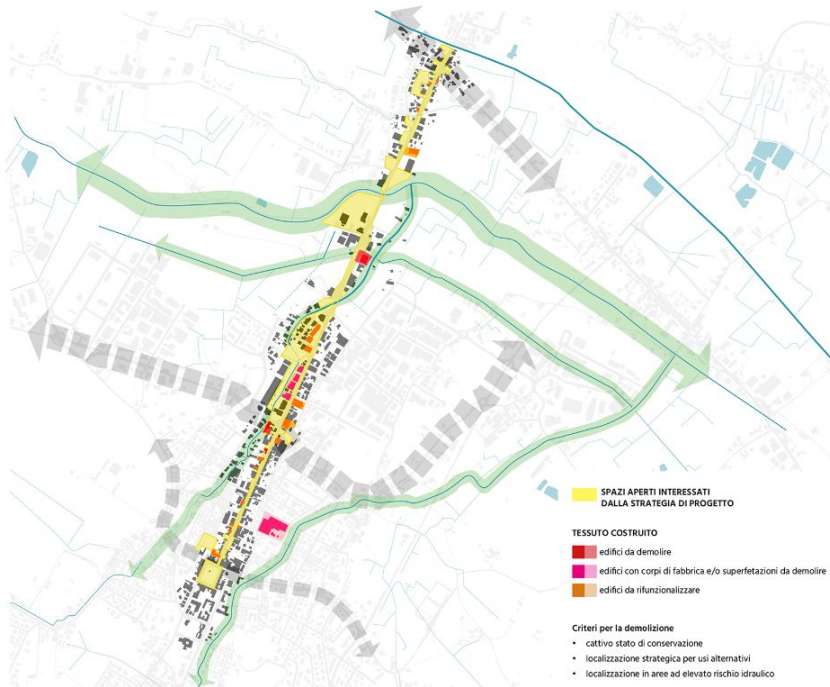 SPAZI APERTI INTERESSATI
DALLA STRATEGIA DI PROGETTO
TESSUTO COSTRUITO
edifici da demolire
edifici con corpi di fabbrica e/o superfetazioni da demolire
edifici da rifunzionalizzare
Criteri per la demolizione
• cattivo stato di conservazione
• localizzazione strategica per usi alternativi
• localizzazione in aree ad elevato rischio idraulico